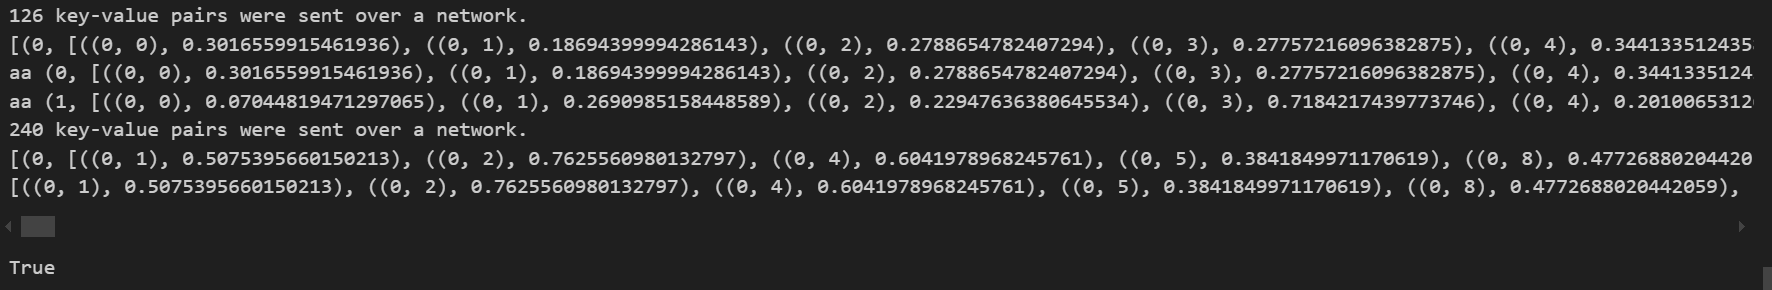 126 key-value pairs were sent over a network.
[(0, [((0, 0), 0.3016559915461936), ((0, 1), 0.18694399994286143), ((0, 2), 0.2788654782407294), ((0, 3), 0.27757216096382875), ((0, 4), 0.344133512435
aa (0, [((0, 0), 0.3016559915461936), ((0, 1), 0.18694399994286143), ((0, 2), 0.2788654782407294), ((0, 3), 0.27757216096382875), ((0, 4), 0.3441335124
aa (1, [((0, 0), 0.07044819471297065), ((0, 1), 0.2690985158448589), ((0, 2), 0.22947636380645534), ((0, 3), 0.7184217439773746), ((0, 4), 0.2010065312
240 key-value pairs were sent over a network.
[(0, [((0, 1), 0.5075395660150213), ((0, 2), 0.7625560980132797), ((0, 4), 0.6041978968245761), ((0, 5), 0.3841849971170619), ((0, 8), 0.47726880204420
[((0, 1), 0.5075395660150213), ((0, 2), 0.7625560980132797), ((0, 4), 0.6041978968245761), ((0, 5), 0.3841849971170619), ((0, 8), 0.4772688020442059),
True